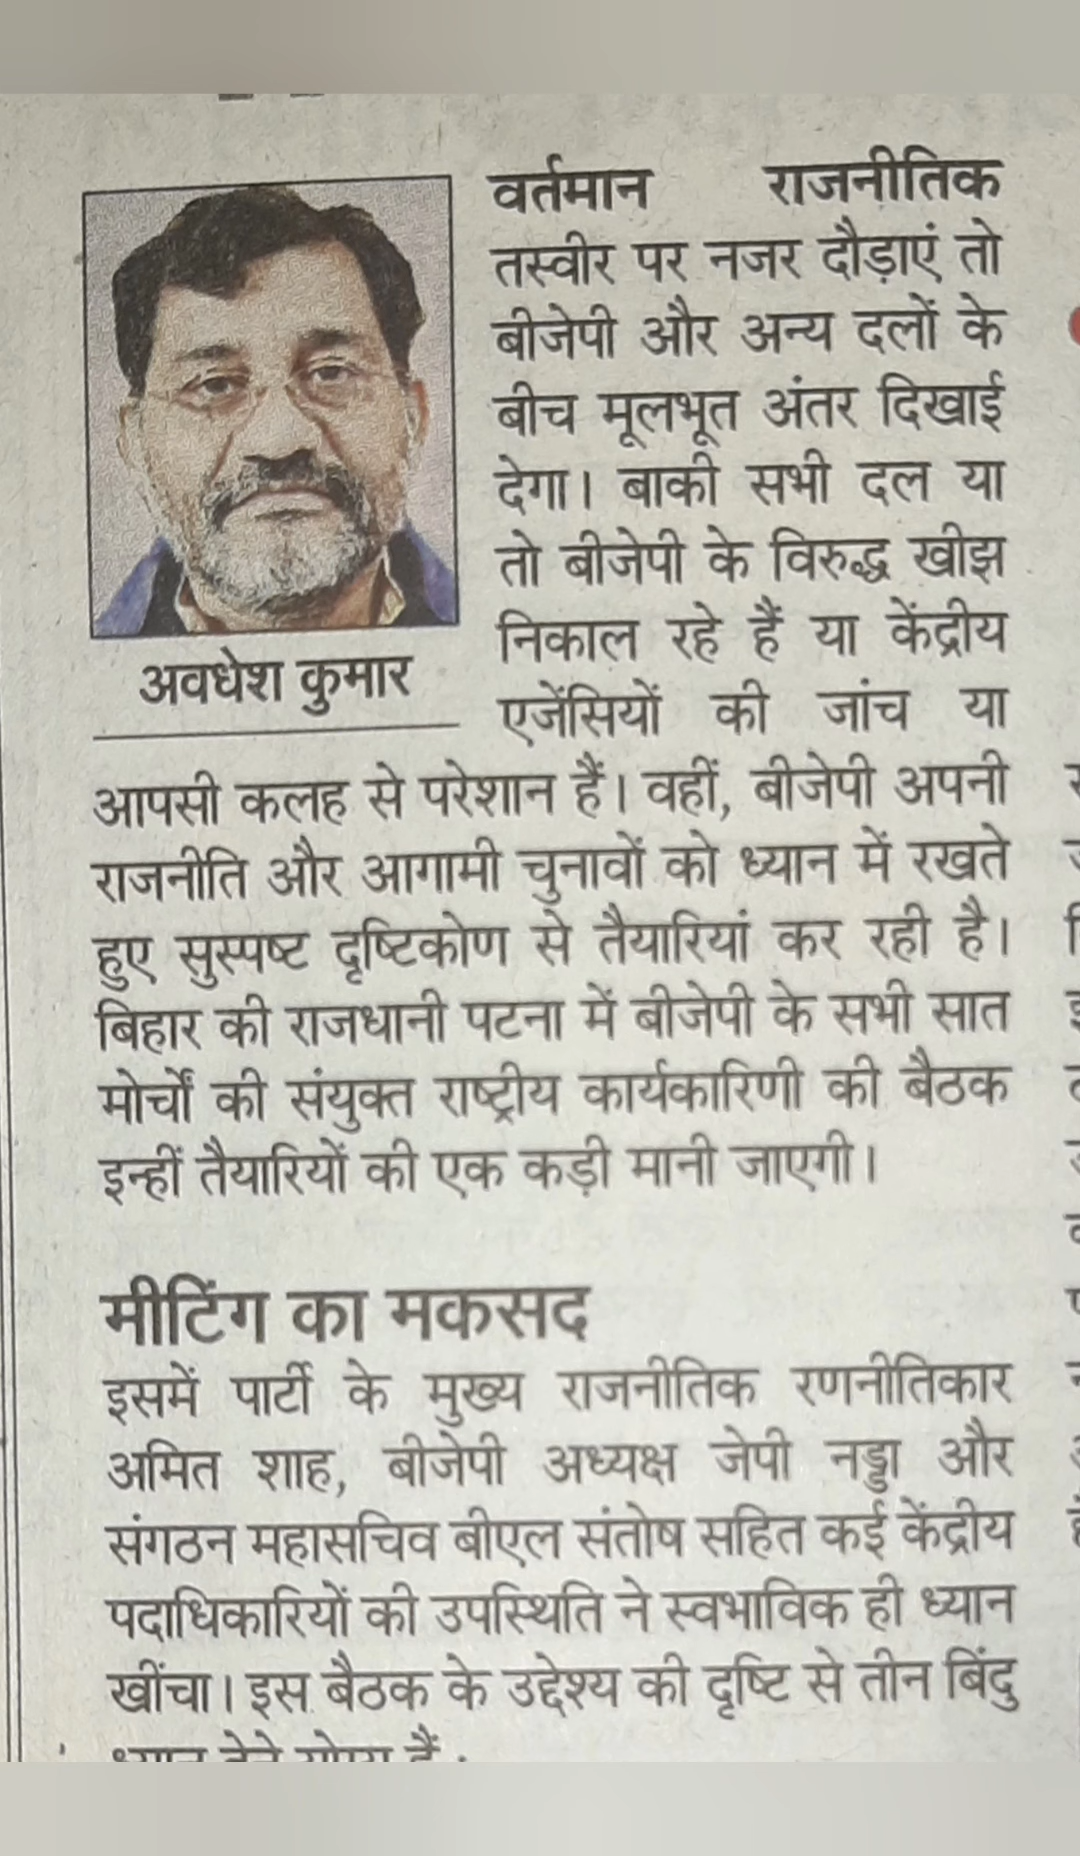 वर्तमान राजनीतिक
तस्वीर पर नजर दौड़ाएं तो
बीजेपी और अन्य दलों के
बीच मूलभूत अंतर दिखाई
देगा। बाकी सभी दल या
तो बीजेपी के विरुद्ध खीझ
निकाल रहे हैं या केंद्रीय
एजेंसियों की जांच या
अवधेश कुमार
आपसी कलह से परेशान हैं। वहीं, बीजेपी अपनी
राजनीति और आगामी चुनावों को ध्यान में रखते
हुए सुस्पष्ट दृष्टिकोण से तैयारियां कर रही है।
बिहार की राजधानी पटना में बीजेपी के सभी सात
मोर्चों की संयुक्त राष्ट्रीय कार्यकारिणी की बैठक
इन्हीं तैयारियों की एक कड़ी मानी जाएगी।
मीटिंग का मकसद
इसमें पार्टी के मुख्य राजनीतिक रणनीतिकार
अमित शाह, बीजेपी अध्यक्ष जेपी नड्डा और
संगठन महासचिव बीएल संतोष सहित कई केंद्रीय
पदाधिकारियों की उपस्थिति ने स्वभाविक ही ध्यान
खींचा। इस बैठक के उद्देश्य की दृष्टि से तीन बिंदु